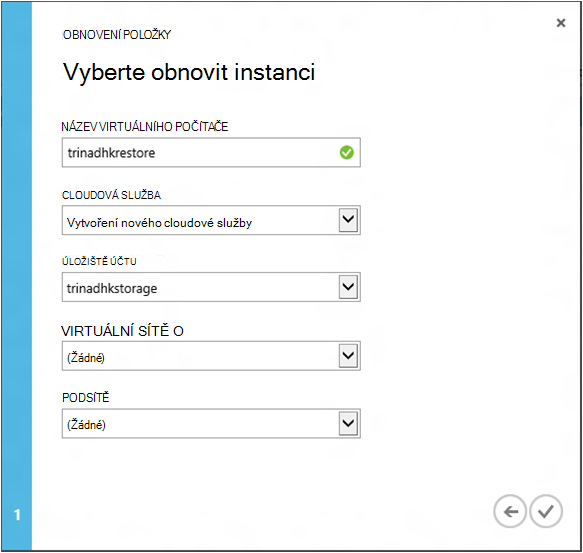 OBNOVENÍ POLOŽKY
Vyberte obnovit instanci
NÁZEV VIRTUÁLNÍHO POČÍTAČE
trinadhkrestore
CLOUDOVÁ SLUŽBA
Vytvoření nového cloudové služby
ÚLOŽIŠTĚ ÚČTU
trinadhkstorage
VIRTUÁLNÍ SÍTĚ O
(Žádné)
PODSÍTĚ
(Žádné)
1